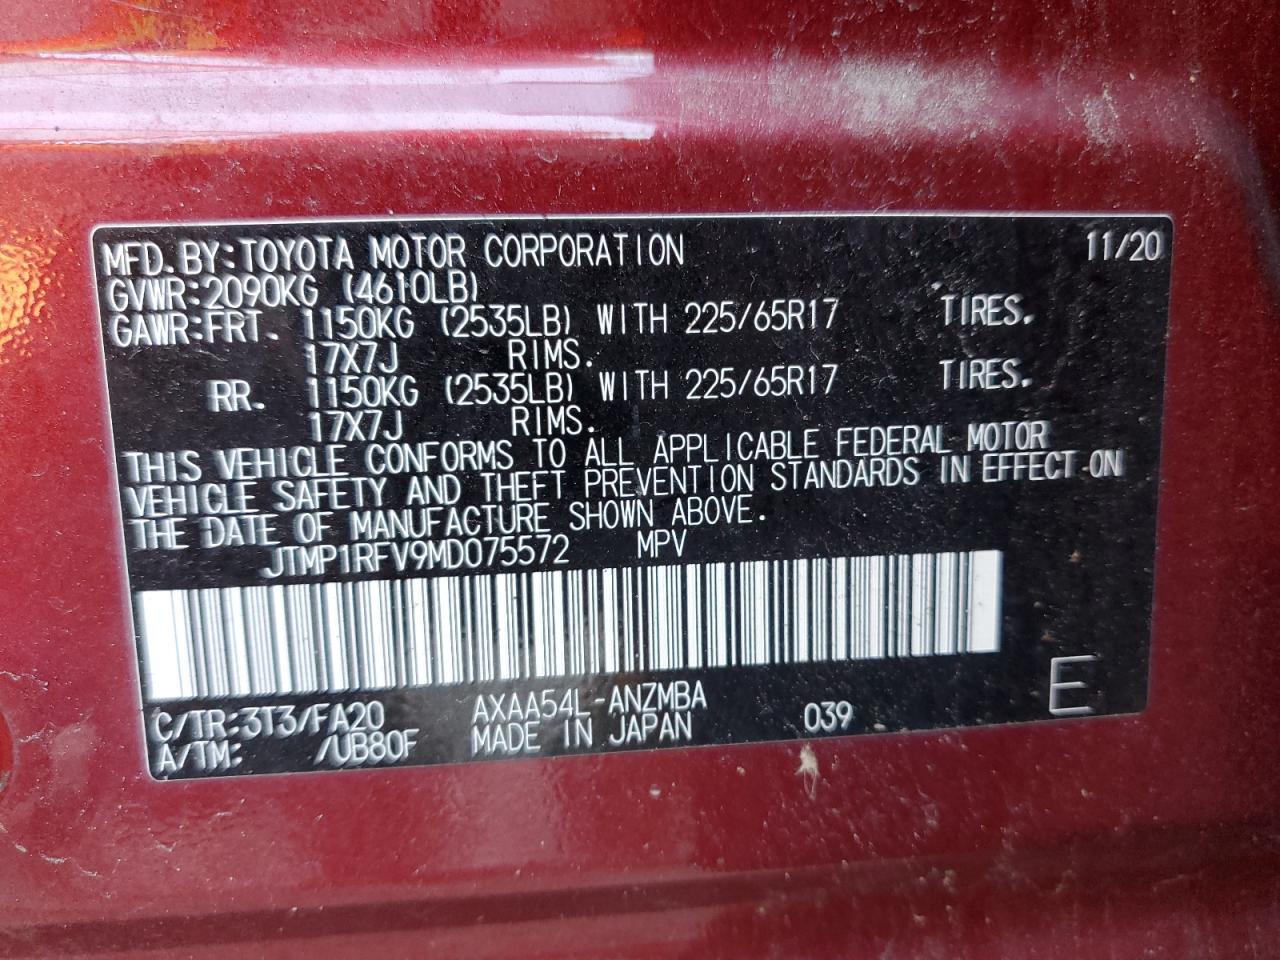 MFD. BY: TOYOTA MOTOR CORPORATION 11/20
GVWR: 2090KG (4610LB)
GAWR: FRT. 1150KG (2535LB) WITH 225/65R17 TIRES.
17X7J RIMS.
RR. 1150KG (2535LB) WITH 225/65R17 TIRES.
17X7J RIMS.
THIS VEHICLE CONFORMS TO ALL APPLICABLE FEDERAL MOTOR
VEHICLE SAFETY AND THEFT PREVENTION STANDARDS IN EFFECT ON
THE DATE OF MANUFACTURE SHOWN ABOVE.
JTMP1RFV9MD075572 MPV
C/TR: 3T3/FA20 AXAA54L-ANZMBA 039 E
A/TM: /UB80F MADE IN JAPAN